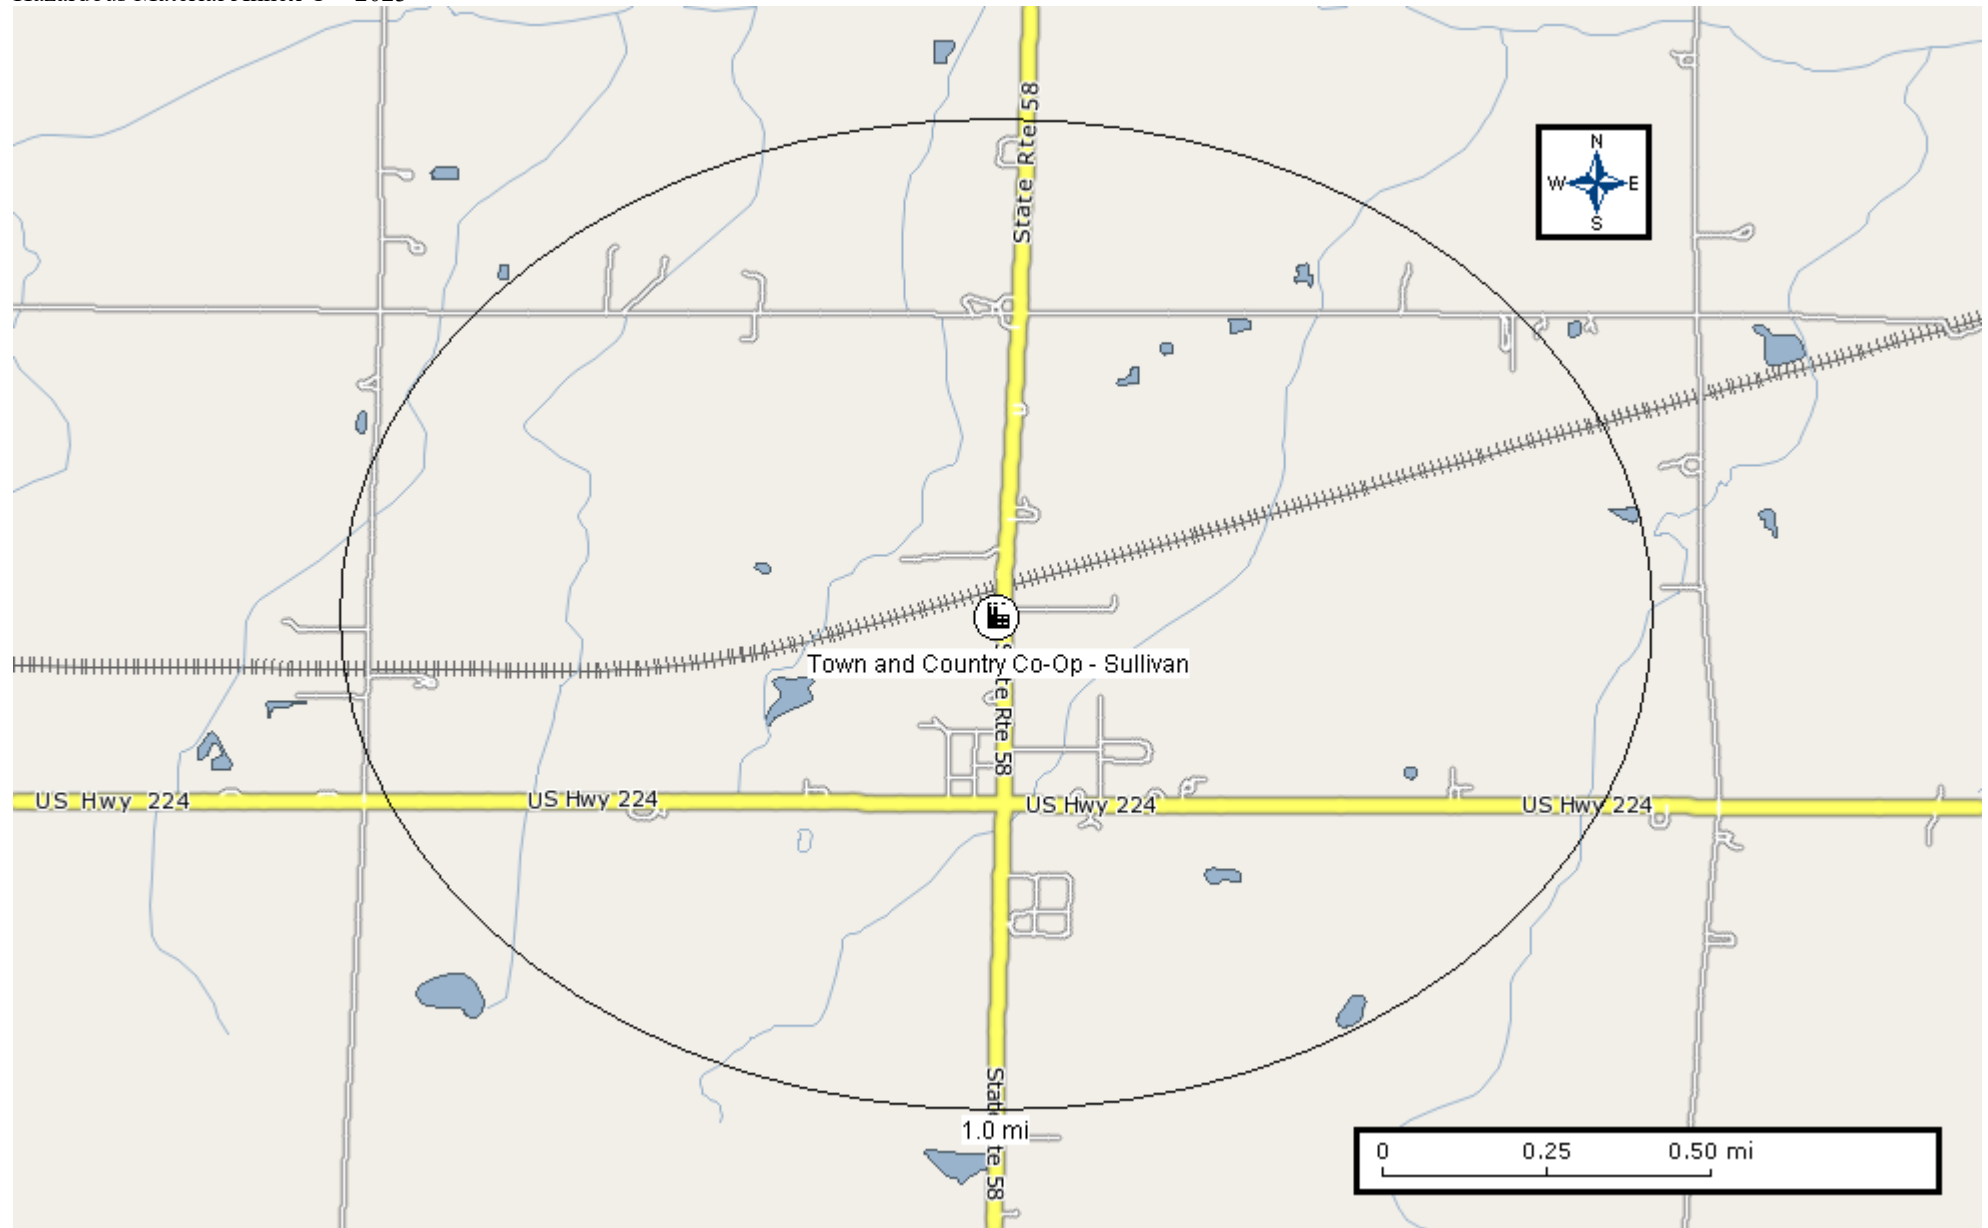 State Rte 58
N
W E
S
Town and Country Co-Op - Sullivan
te Rte 58
US Hwy 224
US Hwy 224
US Hwy 224
US Hwy 224
1.0 mi
te 58
0 0.25 0.50 mi